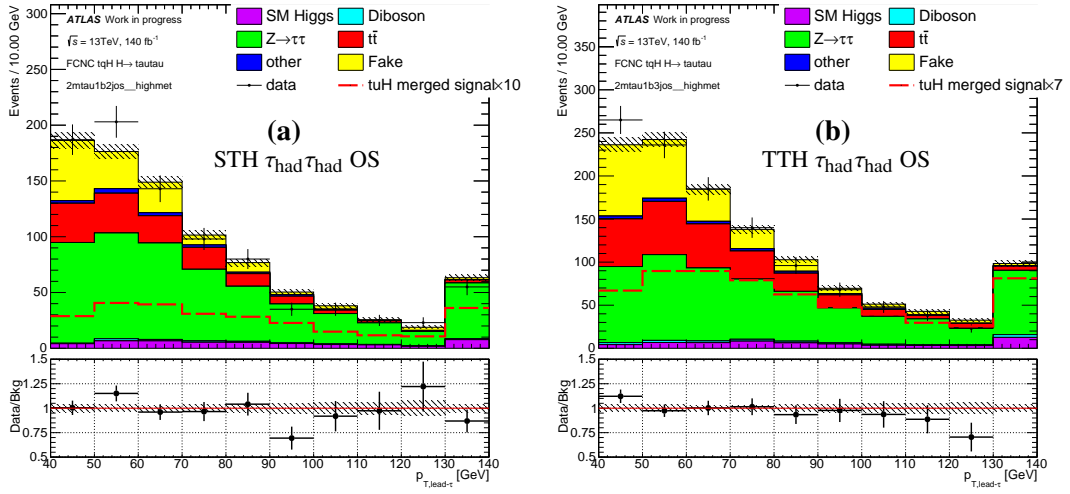 ATLAS Work in progress
√s = 13TeV, 140 fb⁻¹
FCNC tqH H→ tautau
2mtau1b2jos__highmet
SM Higgs
Diboson
Z→ττ
tt̄
other
Fake
data
tuH merged signal×10
(a)
STH τhadτhad OS
Events / 10.00 GeV
300
250
200
150
100
50
0
Data/Bkg
1.5
1.25
1
0.75
0.5
40 50 60 70 80 90 100 110 120 130 140
pT,lead-τ [GeV]
ATLAS Work in progress
√s = 13TeV, 140 fb⁻¹
FCNC tqH H→ tautau
2mtau1b3jos__highmet
SM Higgs
Diboson
Z→ττ
tt̄
other
Fake
data
tuH merged signal×7
(b)
TTH τhadτhad OS
Events / 10.00 GeV
350
300
250
200
150
100
50
0
Data/Bkg
1.5
1.25
1
0.75
0.5
40 50 60 70 80 90 100 110 120 130 140
pT,lead-τ [GeV]